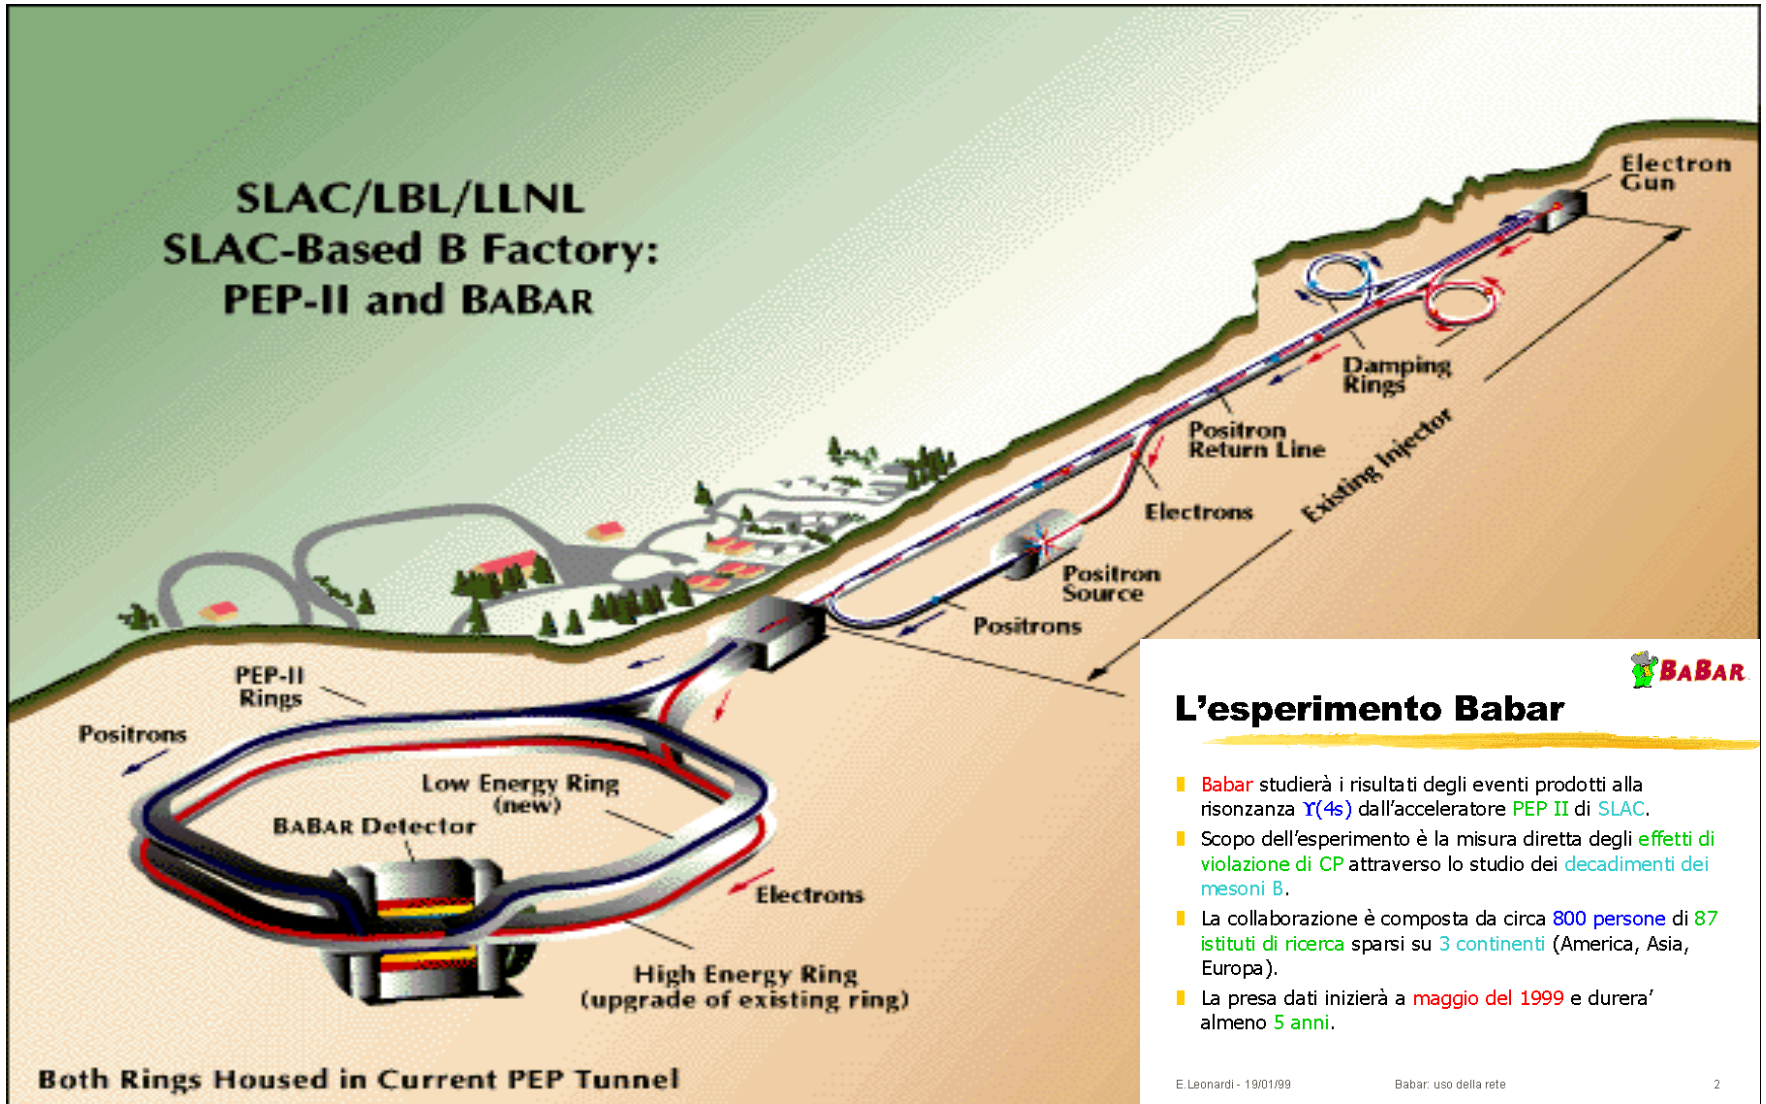 SLAC/LBL/LLNL
SLAC-Based B Factory:
PEP-II and BABAR
Electron
Gun
Damping
Rings
Positron
Return Line
Existing Injector
Electrons
Positron
Source
Positrons
PEP-II
Rings
Positrons
Low Energy Ring
(new)
BABAR Detector
Electrons
High Energy Ring
(upgrade of existing ring)
Both Rings Housed in Current PEP Tunnel
BABAR
L'esperimento Babar
Babar studierà i risultati degli eventi prodotti alla
risonzanza ϒ(4s) dall'acceleratore PEP II di SLAC.
Scopo dell'esperimento è la misura diretta degli effetti di
violazione di CP attraverso lo studio dei decadimenti dei
mesoni B.
La collaborazione è composta da circa 800 persone di 87
istituti di ricerca sparsi su 3 continenti (America, Asia,
Europa).
La presa dati inizierà a maggio del 1999 e durera'
almeno 5 anni.
E.Leonardi - 19/01/99
Babar: uso della rete
2